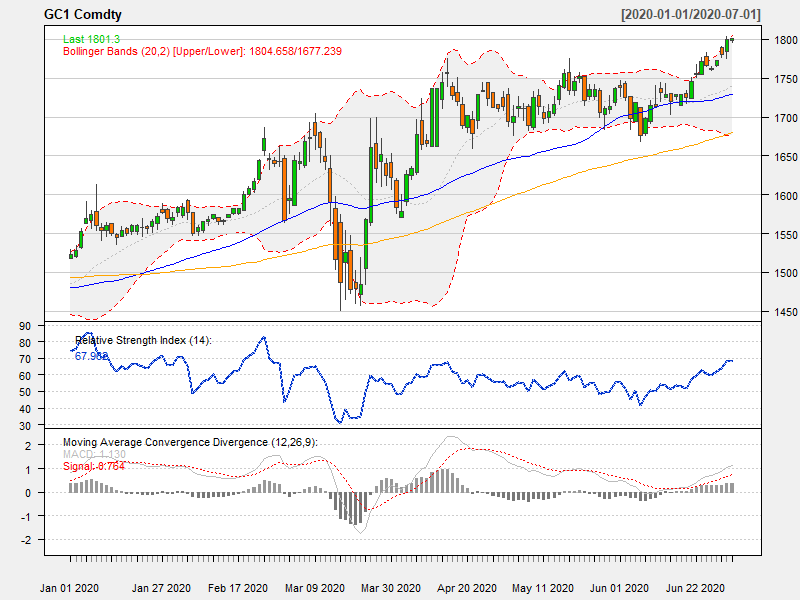 GC1 Comdty [2020-01-01/2020-07-01]
Last 1801.3
Bollinger Bands (20,2) [Upper/Lower]: 1804.658/1677.239
1800
1750
1700
1650
1600
1550
1500
1450
Relative Strength Index (14):
67.982
90
80
70
60
50
40
30
Moving Average Convergence Divergence (12,26,9):
MACD: 1.130
Signal: 0.764
2
1
0
-1
-2
Jan 01 2020 Jan 27 2020 Feb 17 2020 Mar 09 2020 Mar 30 2020 Apr 20 2020 May 11 2020 Jun 01 2020 Jun 22 2020